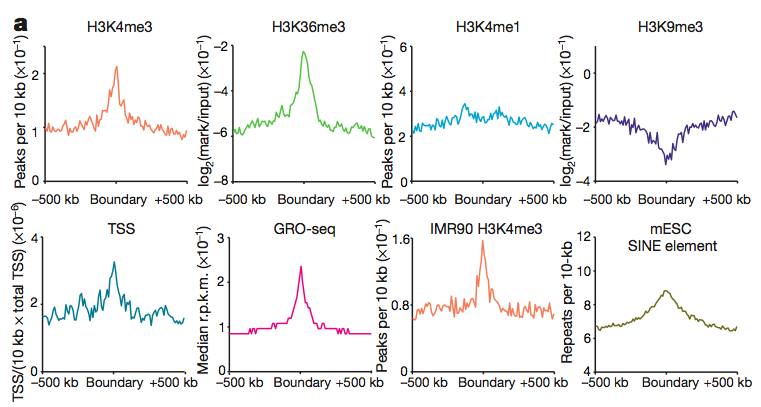 a
H3K4me3
H3K36me3
H3K4me1
H3K9me3
Peaks per 10 kb (×10⁻¹)
2
1
0
–500 kb Boundary +500 kb
log₂(mark/input) (×10⁻¹)
–2
–4
–6
–8
–500 kb Boundary +500 kb
Peaks per 10 kb (×10⁻¹)
6
4
2
0
–500 kb Boundary +500 kb
log₂(mark/input) (×10⁻¹)
0
–2
–4
–500 kb Boundary +500 kb
TSS
GRO-seq
IMR90 H3K4me3
mESC
SINE element
TSS/(10 kb × total TSS) (×10⁻⁶)
4
2
0
–500 kb Boundary +500 kb
Median r.p.k.m. (×10⁻¹)
3
2
1
0
–500 kb Boundary +500 kb
Peaks per 10 kb (×10⁻¹)
1.6
0.8
0
–500 kb Boundary +500 kb
Repeats per 10-kb
12
10
8
6
4
–500 kb Boundary +500 kb